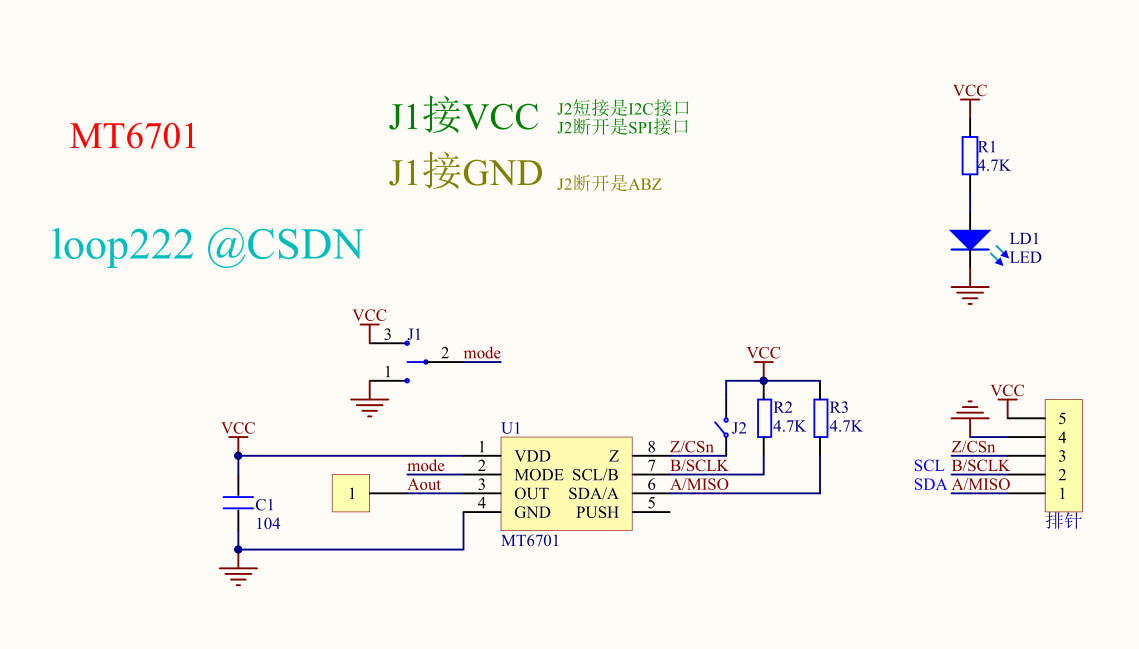 VCC
J1接VCC
J2短接是I2C接口
J2断开是SPI接口
MT6701
R1
4.7K
J1接GND
J2断开是ABZ
loop222 @CSDN
LD1
LED
VCC
3
J1
2
mode
1
VCC
J2
R2
4.7K
R3
4.7K
VCC
5
4
Z/CSn
3
SCL
B/SCLK
2
SDA
A/MISO
1
排针
VCC
U1
1
VDD
mode
2
MODE
1
Aout
3
OUT
4
GND
Z
8
Z/CSn
SCL/B
7
B/SCLK
SDA/A
6
A/MISO
PUSH
5
MT6701
C1
104